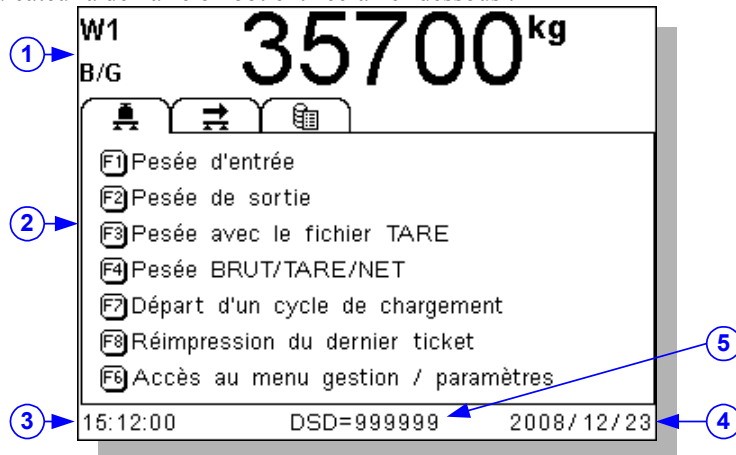 W1
35700 kg
B/G
1
F1 Pesée d'entrée
F2 Pesée de sortie
2
F3 Pesée avec le fichier TARE
F4 Pesée BRUT/TARE/NET
F7 Départ d'un cycle de chargement
F8 Réimpression du dernier ticket
5
F6 Accès au menu gestion / paramètres
3
15:12:00 DSD=999999 2008/12/23
4